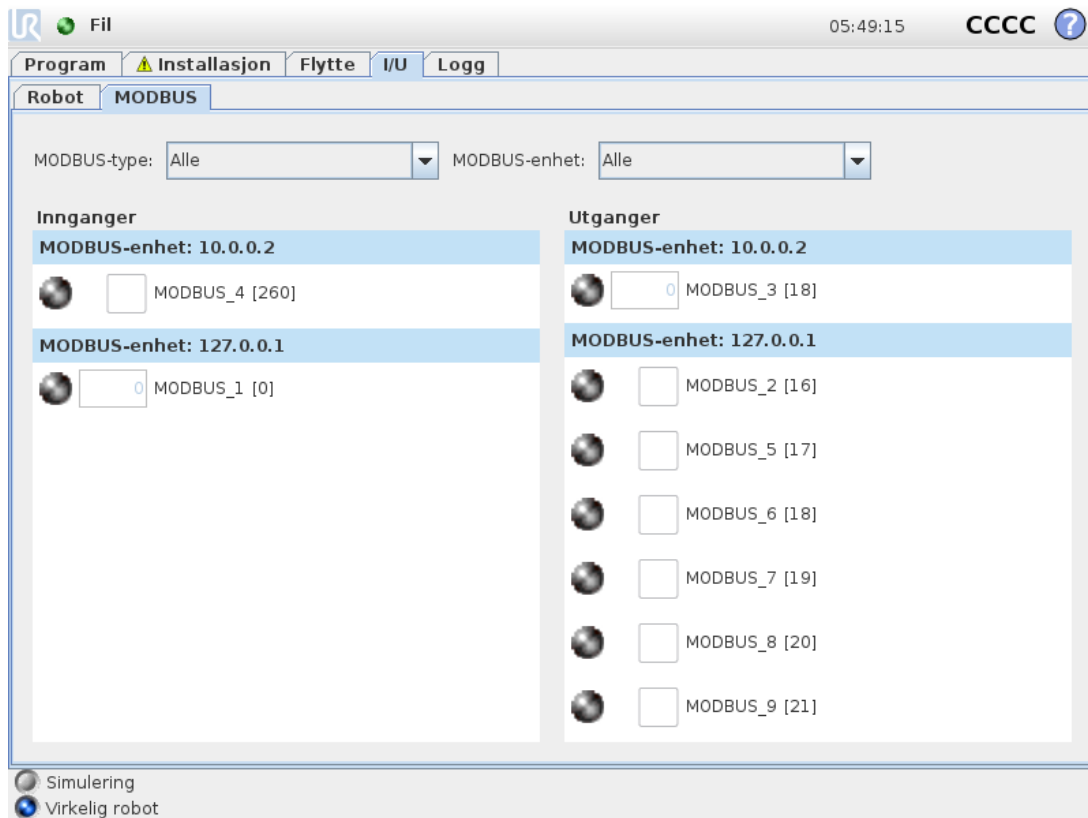 UR Fil 05:49:15 CCCC ?
Program Installasjon Flytte I/U Logg
Robot MODBUS
MODBUS-type: Alle MODBUS-enhet: Alle
Innganger
MODBUS-enhet: 10.0.0.2
MODBUS_4 [260]
MODBUS-enhet: 127.0.0.1
0 MODBUS_1 [0]
Utganger
MODBUS-enhet: 10.0.0.2
0 MODBUS_3 [18]
MODBUS-enhet: 127.0.0.1
MODBUS_2 [16]
MODBUS_5 [17]
MODBUS_6 [18]
MODBUS_7 [19]
MODBUS_8 [20]
MODBUS_9 [21]
Simulering
Virkelig robot